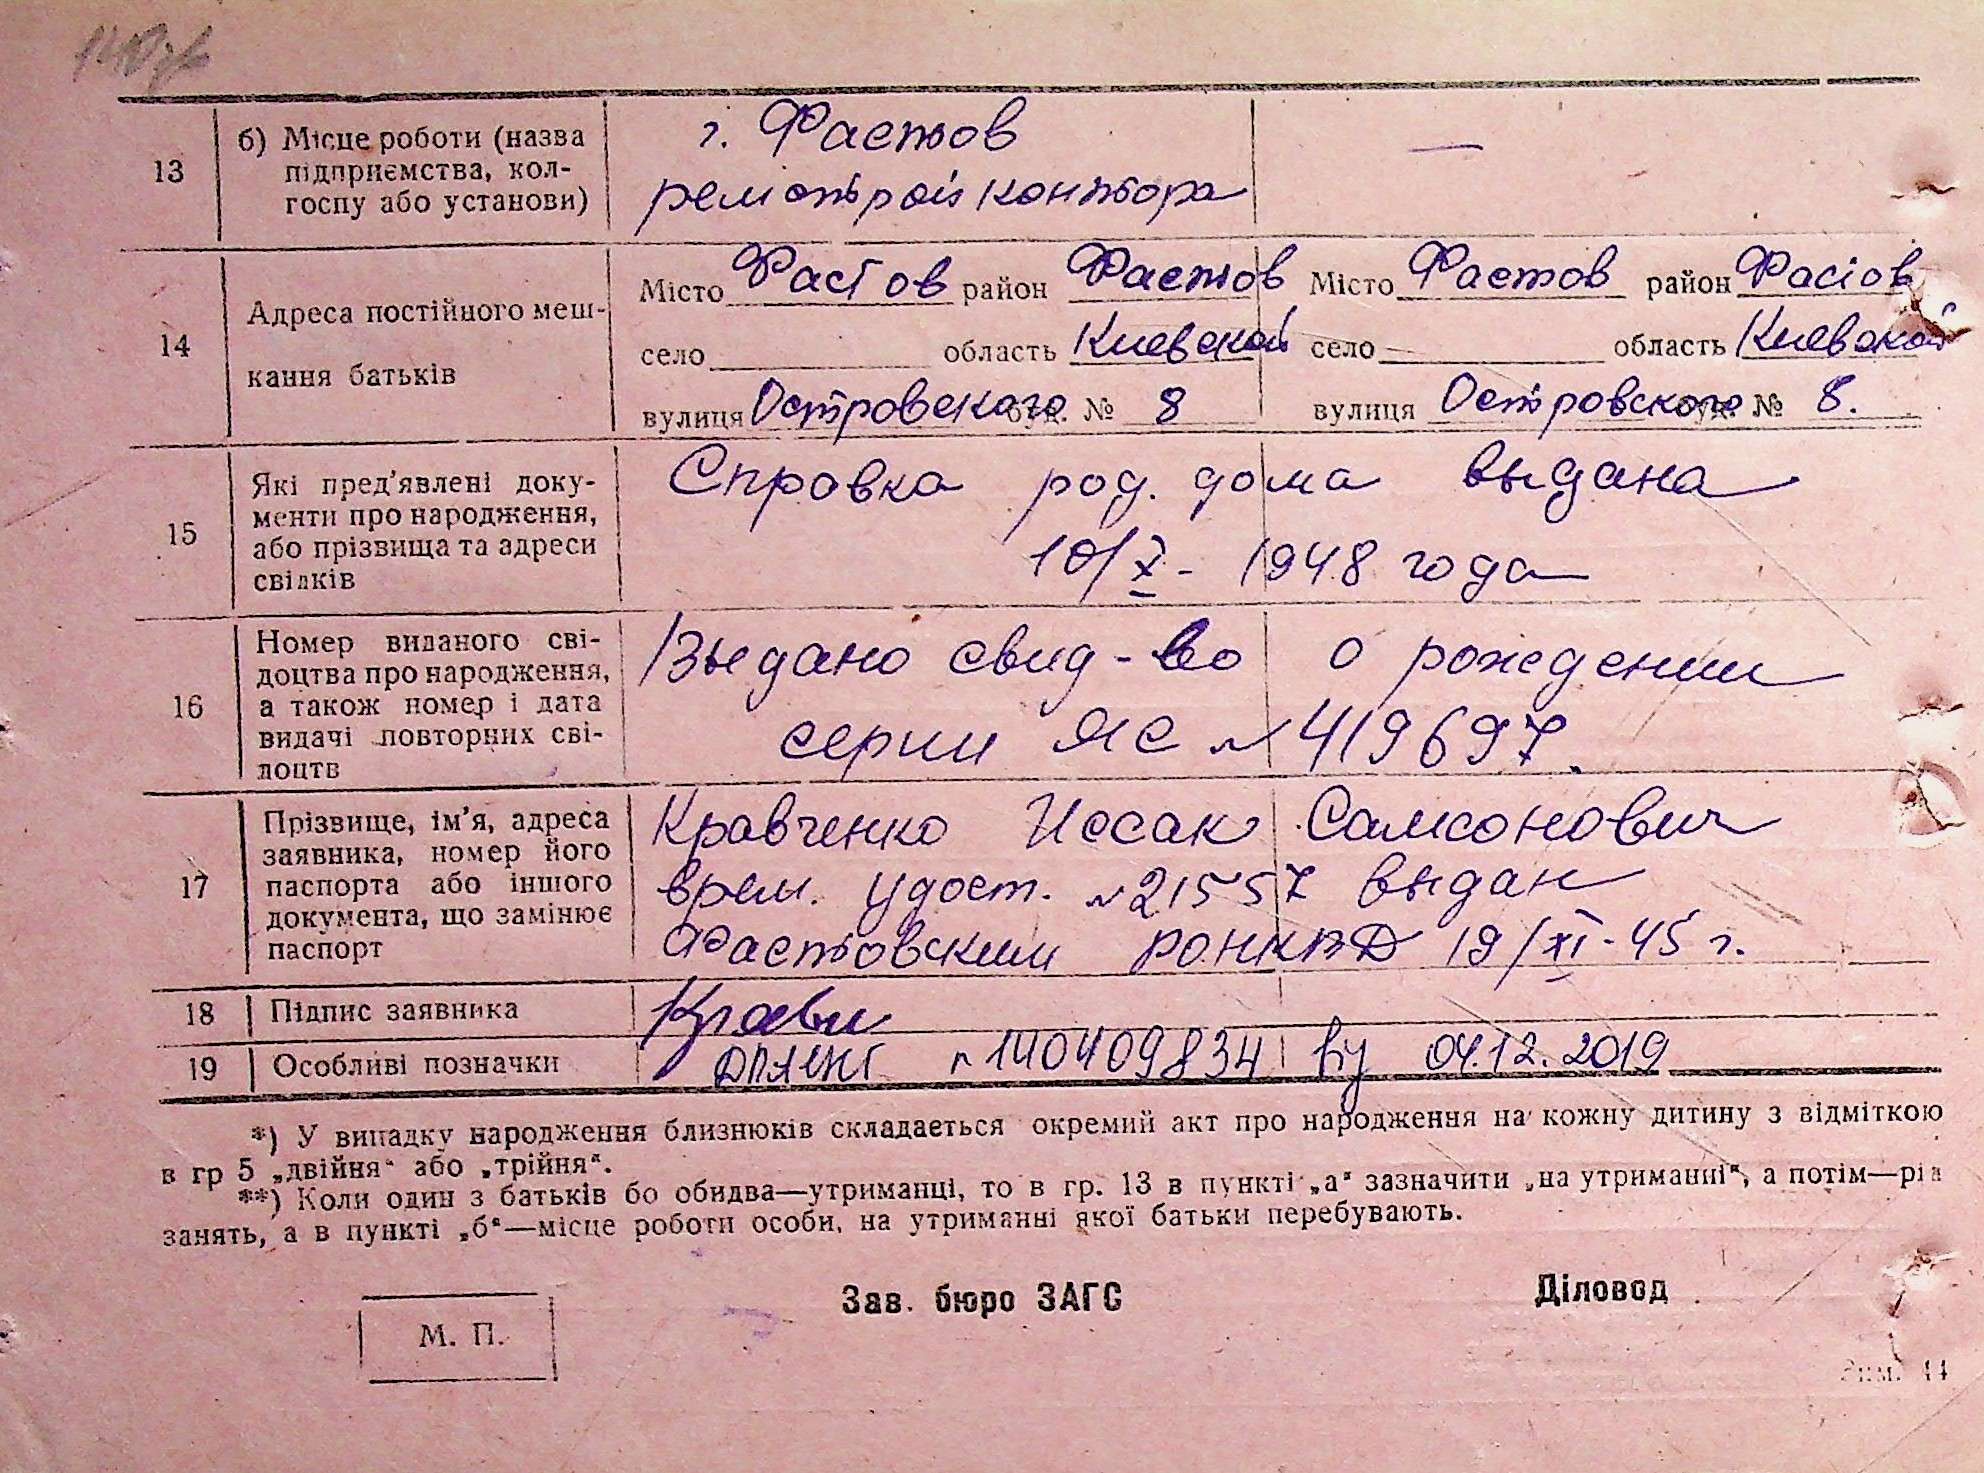 13
б) Місце роботи (назва
підприємства, кол-
госпу або установи)
г. Фастов
ремстрой контора
—
14
Адреса постійного меш-
кання батьків
Місто Фастов район Фастов
село область Киевской
вулиця Островского буд. № 8
Місто Фастов район Фастов
село область Киевской
вулиця Островского буд. № 8.
15
Які пред'явлені доку-
менти про народження,
або прізвища та адреси
свідків
Справка род. дома выдана
10/X - 1948 года
16
Номер виданого сві-
доцтва про народження,
а також номер і дата
видачі повторних сві-
доцтв
Выдано свид-во о рождении
серии ЯС № 419697.
17
Прізвище, ім'я, адреса
заявника, номер його
паспорта або іншого
документа, що замінює
паспорт
Кравченко Иссак Самсонович
врем. удост. № 21557 выдан
Фастовским РОНКВД 19/XI-45 г.
18
Підпис заявника
19
Особливі позначки
№ 140409834 від 04.12.2019
*) У випадку народження близнюків складається окремий акт про народження на кожну дитину з відміткою
в гр 5 „двійня“ або „трійня“.
**) Коли один з батьків бо обидва—утриманці, то в гр. 13 в пункті „а“ зазначити „на утриманні“, а потім—рід
занять, а в пункті „б“—місце роботи особи, на утриманні якої батьки перебувають.
Зав. бюро ЗАГС
Діловод
М. П.